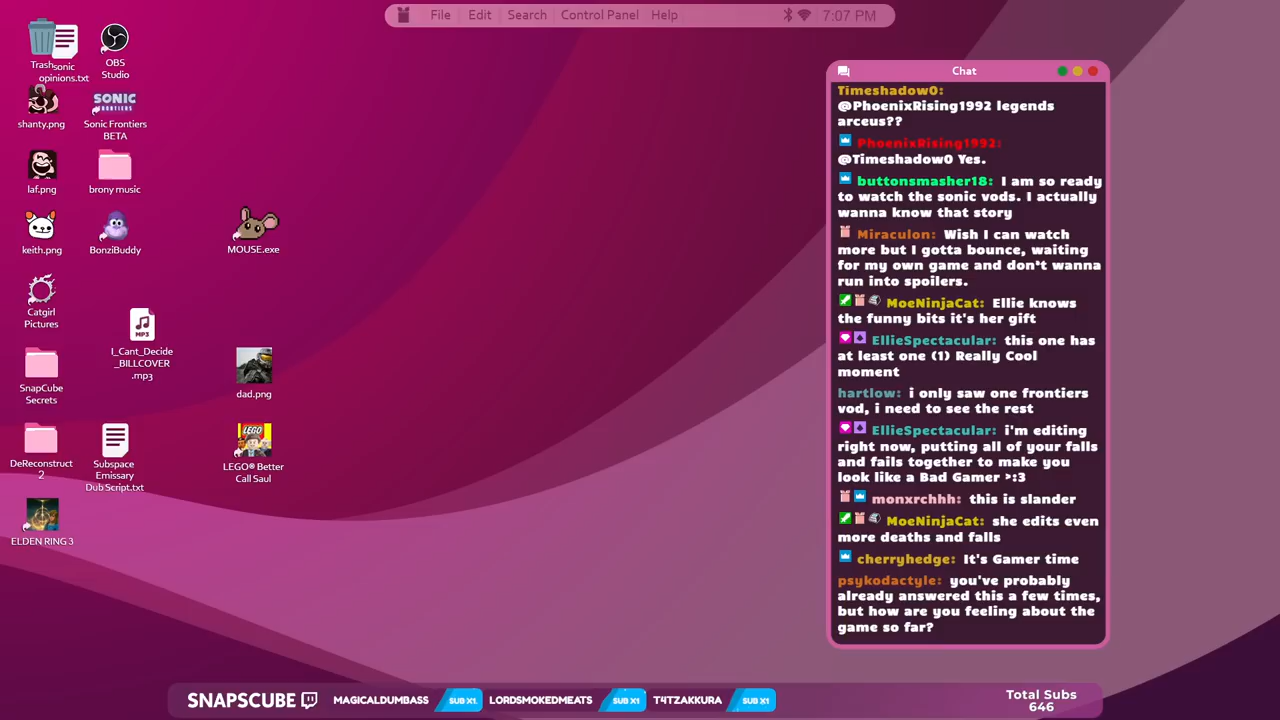 File Edit Search Control Panel Help 7:07 PM
Trash
sonic
opinions.txt
OBS
Studio
shanty.png
SONIC
FRONTIERS
Sonic Frontiers
BETA
laf.png
brony music
keith.png
BonziBuddy
MOUSE.exe
Catgirl
Pictures
MP3
I_Cant_Decide
_BILLCOVER
.mp3
SnapCube
Secrets
dad.png
DeReconstruct
2
Subspace
Emissary
Dub Script.txt
LEGO
LEGO® Better
Call Saul
ELDEN RING 3
Chat
Timeshadow0:
@PhoenixRising1992 legends
arceus??
PhoenixRising1992:
@Timeshadow0 Yes.
buttonsmasher18: I am so ready
to watch the sonic vods. I actually
wanna know that story
Miraculon: Wish I can watch
more but I gotta bounce, waiting
for my own game and don't wanna
run into spoilers.
MoeNinjaCat: Ellie knows
the funny bits it's her gift
EllieSpectacular: this one has
at least one (1) Really Cool
moment
hartlow: i only saw one frontiers
vod, i need to see the rest
EllieSpectacular: i'm editing
right now, putting all of your falls
and fails together to make you
look like a Bad Gamer >:3
monxrchhh: this is slander
MoeNinjaCat: she edits even
more deaths and falls
cherryhedge: It's Gamer time
psykodactyle: you've probably
already answered this a few times,
but how are you feeling about the
game so far?
SNAPSCUBE MAGICALDUMBASS SUB X1 LORDSMOKEDMEATS SUB X1 T4TZAKKURA SUB X1
Total Subs
646